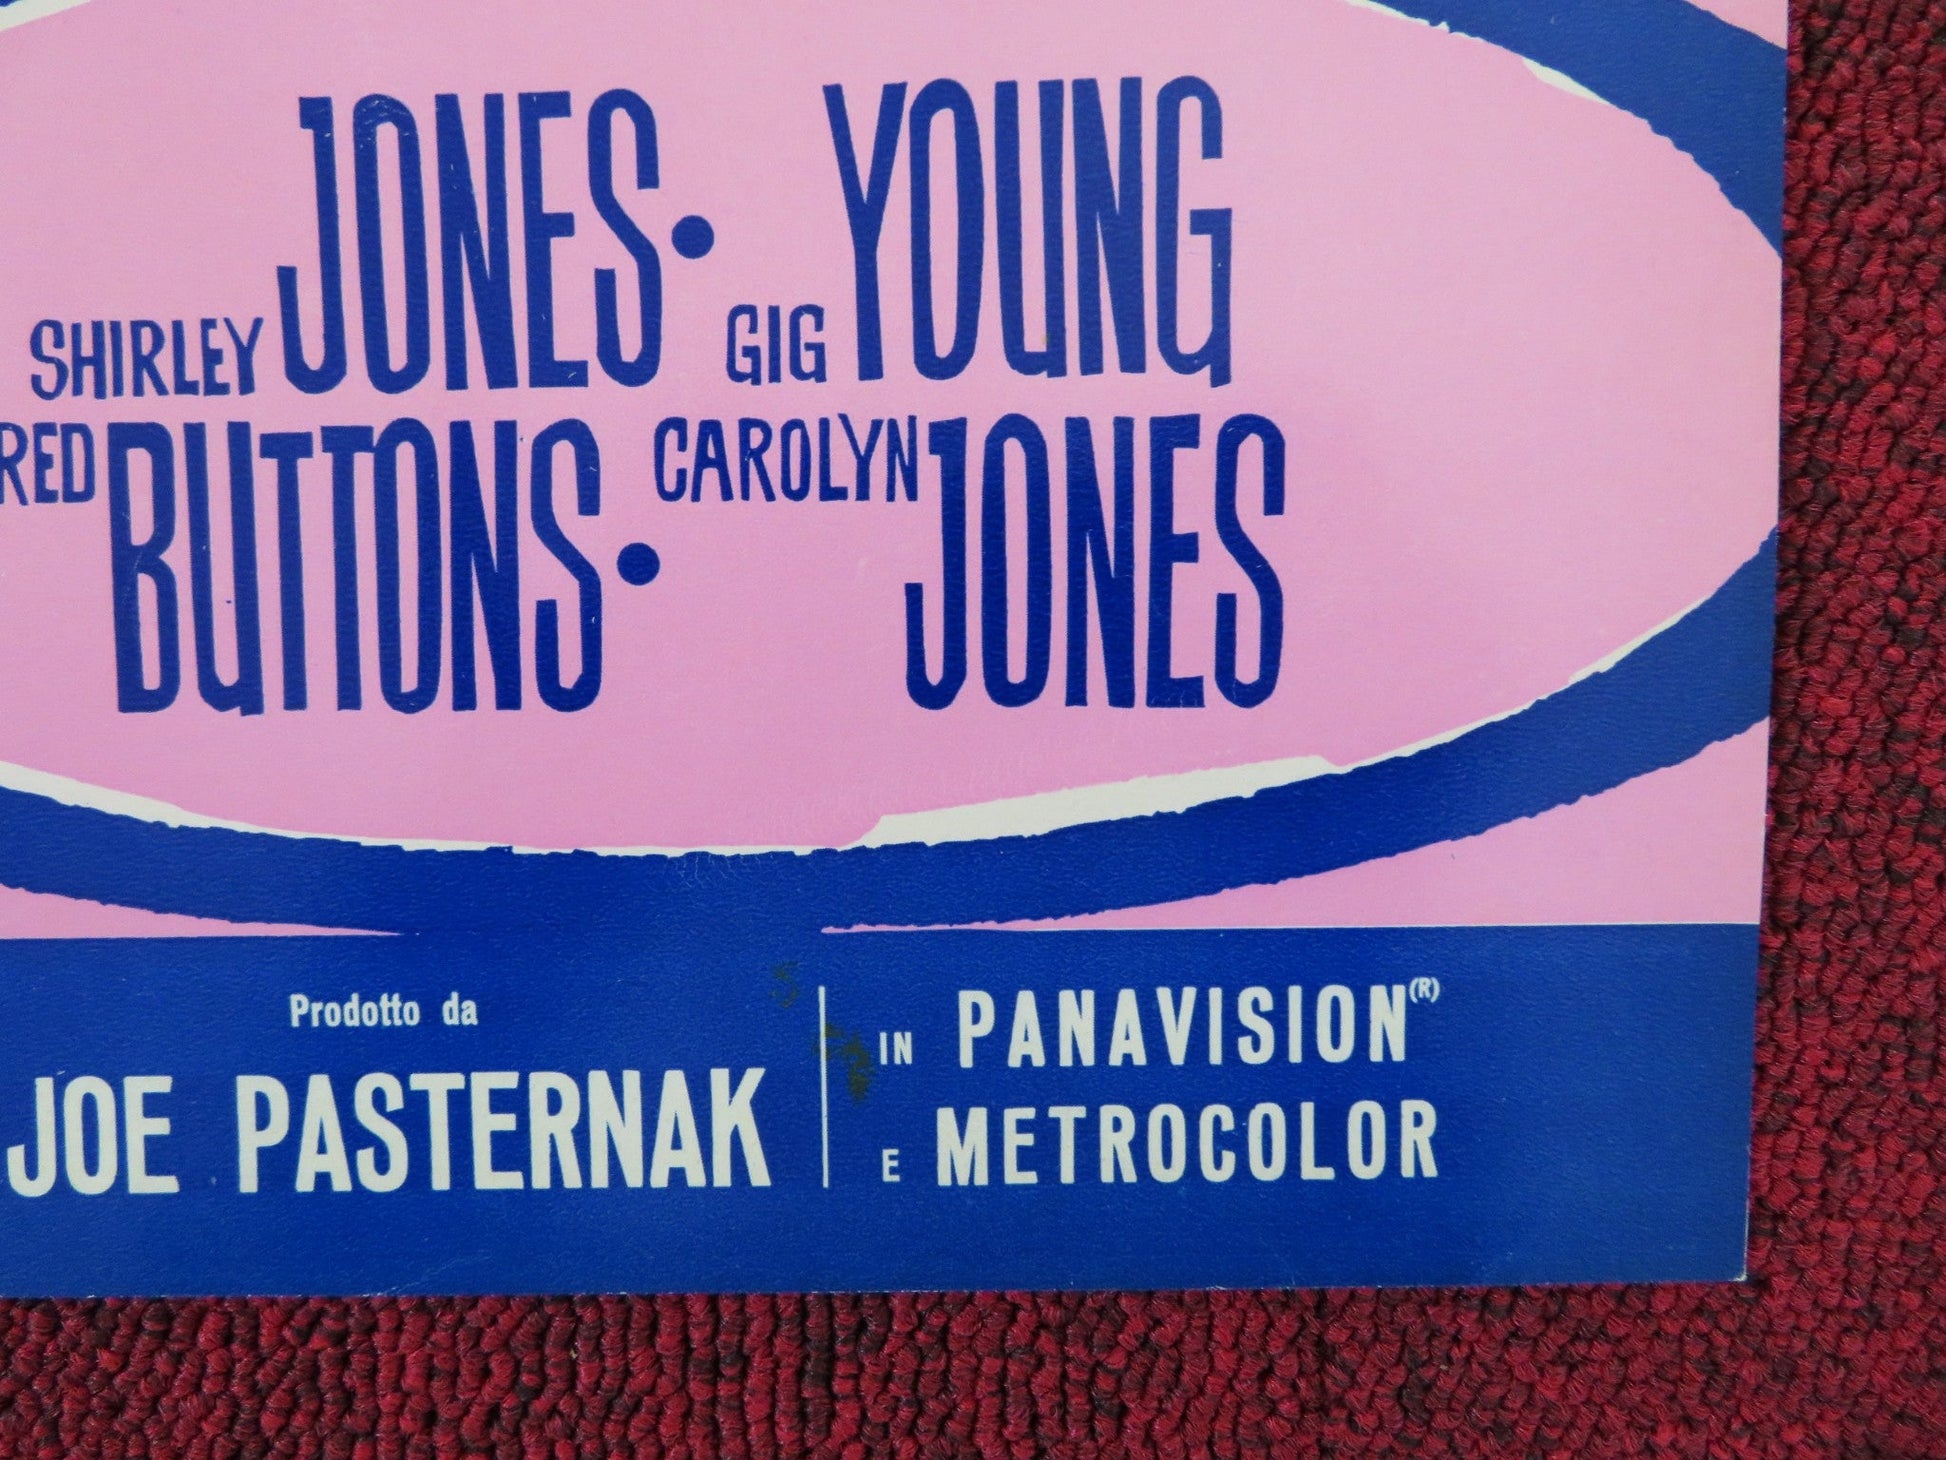 SHIRLEY JONES • GIG YOUNG
RED BUTTONS • CAROLYN JONES
Prodotto da
JOE PASTERNAK
IN PANAVISION(R)
E METROCOLOR